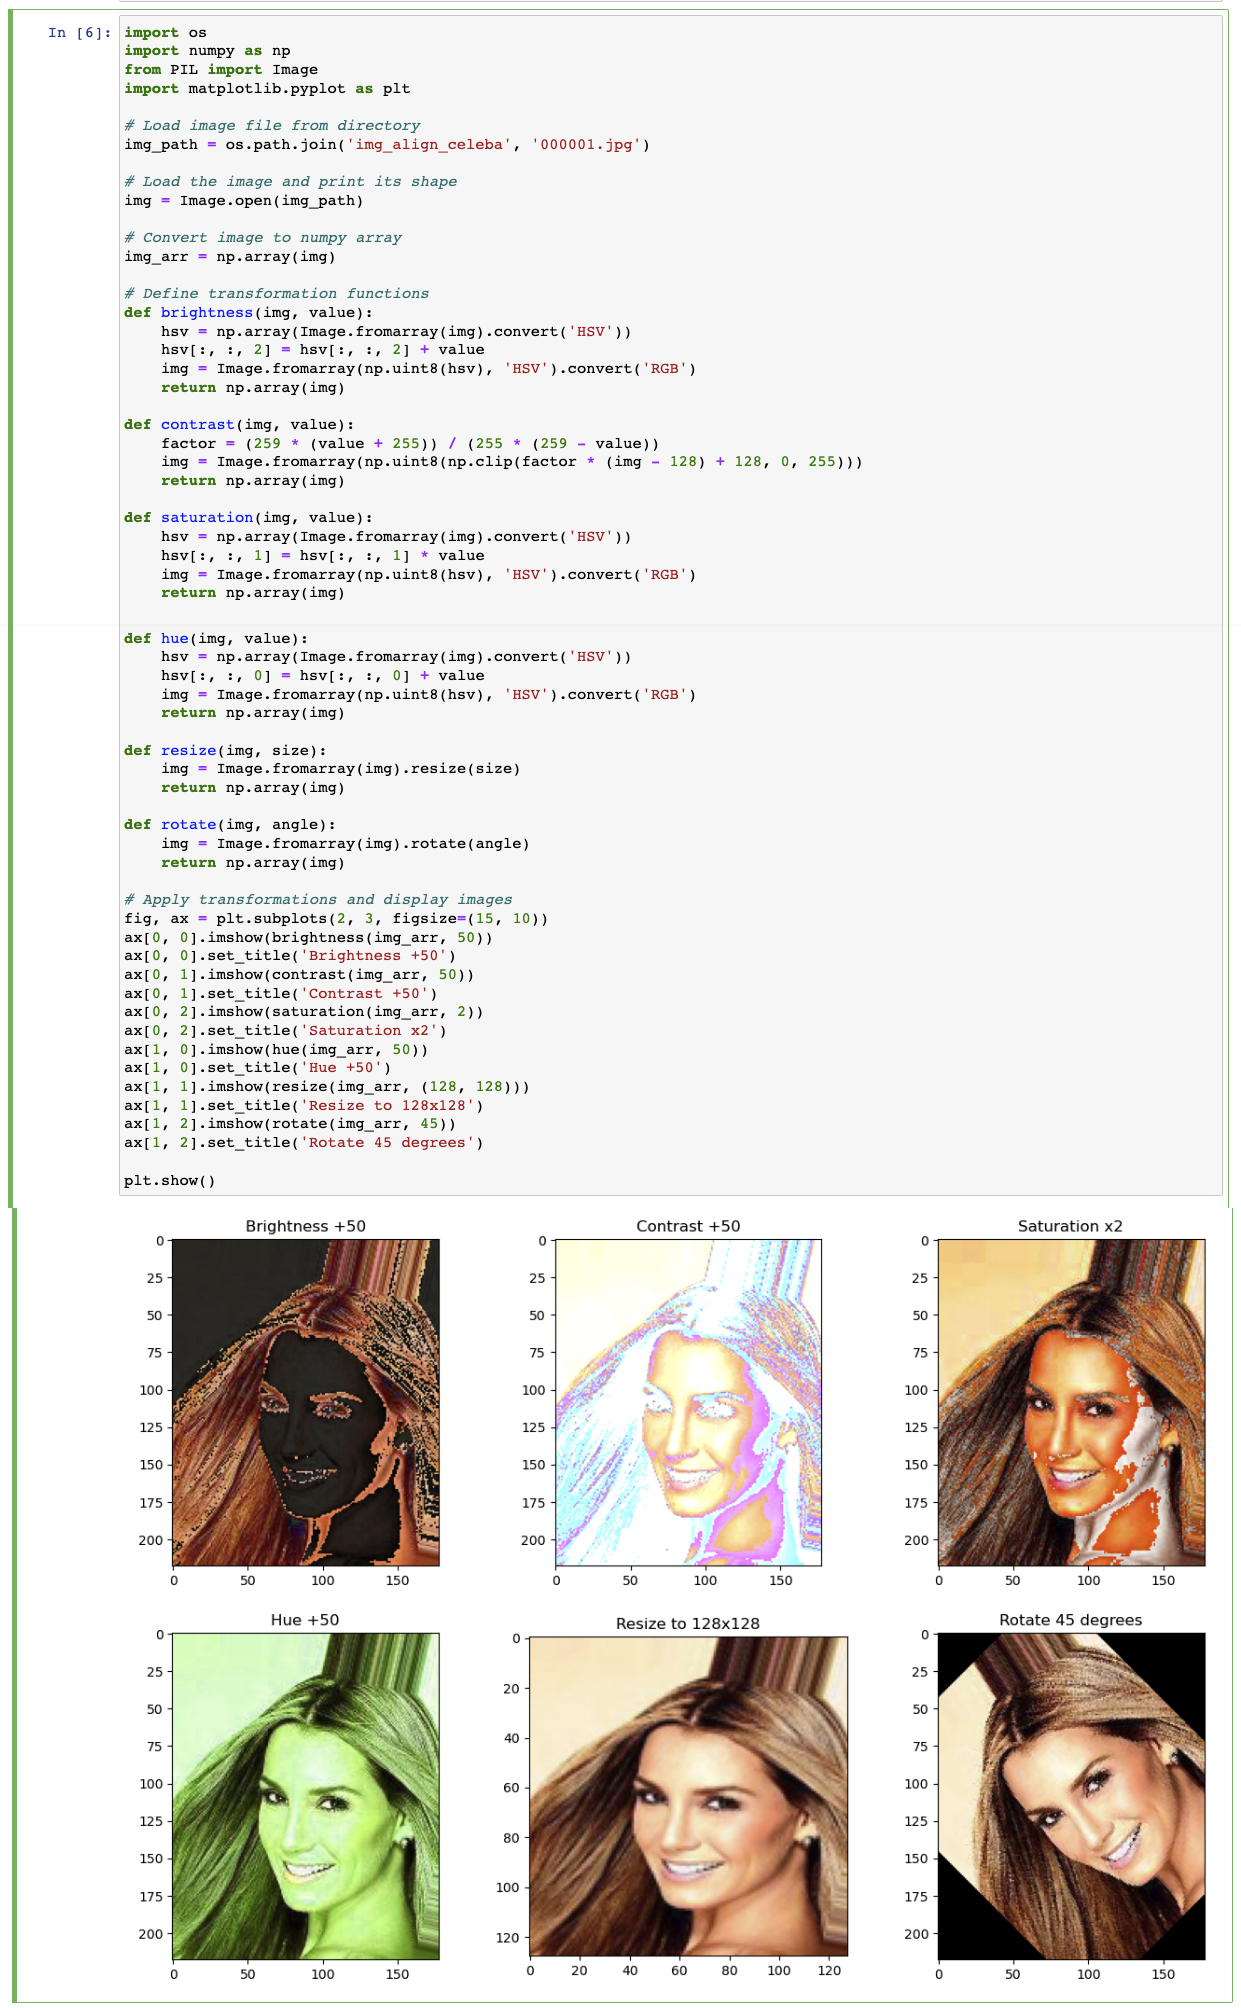 In [6]:
import os
import numpy as np
from PIL import Image
import matplotlib.pyplot as plt

# Load image file from directory
img_path = os.path.join('img_align_celeba', '000001.jpg')

# Load the image and print its shape
img = Image.open(img_path)

# Convert image to numpy array
img_arr = np.array(img)

# Define transformation functions
def brightness(img, value):
    hsv = np.array(Image.fromarray(img).convert('HSV'))
    hsv[:, :, 2] = hsv[:, :, 2] + value
    img = Image.fromarray(np.uint8(hsv), 'HSV').convert('RGB')
    return np.array(img)

def contrast(img, value):
    factor = (259 * (value + 255)) / (255 * (259 - value))
    img = Image.fromarray(np.uint8(np.clip(factor * (img - 128) + 128, 0, 255)))
    return np.array(img)

def saturation(img, value):
    hsv = np.array(Image.fromarray(img).convert('HSV'))
    hsv[:, :, 1] = hsv[:, :, 1] * value
    img = Image.fromarray(np.uint8(hsv), 'HSV').convert('RGB')
    return np.array(img)

def hue(img, value):
    hsv = np.array(Image.fromarray(img).convert('HSV'))
    hsv[:, :, 0] = hsv[:, :, 0] + value
    img = Image.fromarray(np.uint8(hsv), 'HSV').convert('RGB')
    return np.array(img)

def resize(img, size):
    img = Image.fromarray(img).resize(size)
    return np.array(img)

def rotate(img, angle):
    img = Image.fromarray(img).rotate(angle)
    return np.array(img)

# Apply transformations and display images
fig, ax = plt.subplots(2, 3, figsize=(15, 10))
ax[0, 0].imshow(brightness(img_arr, 50))
ax[0, 0].set_title('Brightness +50')
ax[0, 1].imshow(contrast(img_arr, 50))
ax[0, 1].set_title('Contrast +50')
ax[0, 2].imshow(saturation(img_arr, 2))
ax[0, 2].set_title('Saturation x2')
ax[1, 0].imshow(hue(img_arr, 50))
ax[1, 0].set_title('Hue +50')
ax[1, 1].imshow(resize(img_arr, (128, 128)))
ax[1, 1].set_title('Resize to 128x128')
ax[1, 2].imshow(rotate(img_arr, 45))
ax[1, 2].set_title('Rotate 45 degrees')

plt.show()
Brightness +50
0
25
50
75
100
125
150
175
200
0 50 100 150
Contrast +50
0
25
50
75
100
125
150
175
200
0 50 100 150
Saturation x2
0
25
50
75
100
125
150
175
200
0 50 100 150
Hue +50
0
25
50
75
100
125
150
175
200
0 50 100 150
Resize to 128x128
0
20
40
60
80
100
120
0 20 40 60 80 100 120
Rotate 45 degrees
0
25
50
75
100
125
150
175
200
0 50 100 150